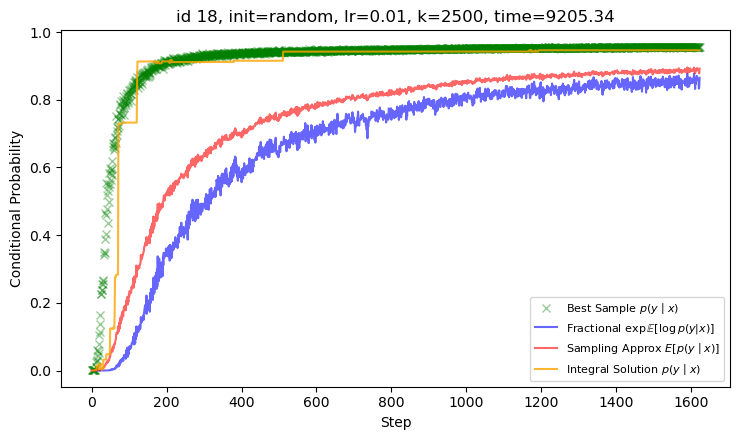 id 18, init=random, lr=0.01, k=2500, time=9205.34
Conditional Probability
1.0
0.8
0.6
0.4
0.2
0.0
Best Sample p(y | x)
Fractional exp𝔼[log p(y|x)]
Sampling Approx E[p(y | x)]
Integral Solution p(y | x)
0 200 400 600 800 1000 1200 1400 1600
Step